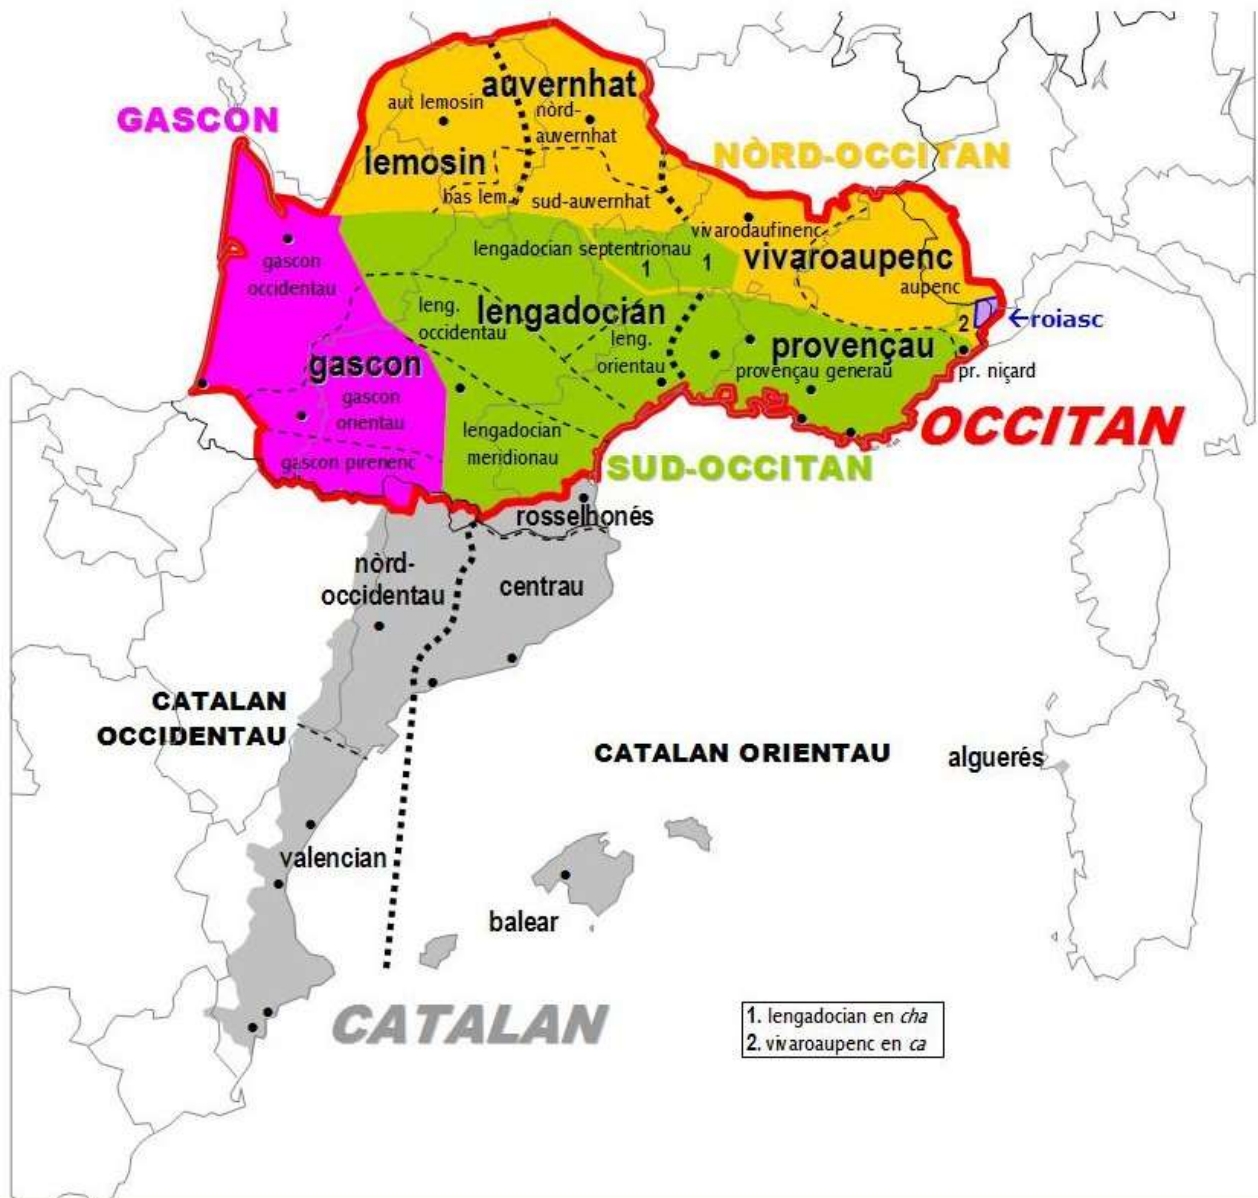 GASCON
auvernhat
aut lemosin
nòrd-
auvernhat
lemosin
NÒRD-OCCITAN
bas lem.
sud-auvernhat
vivarodaufinenc
lengadocian septentrionau
1
1
vivaroaupenc
aupenc
gascon
occidentau
leng.
occidentau
lengadocián
leng.
orientau
2
←roiasc
provençau
provençau generau
pr. niçard
gascon
gascon
orientau
OCCITAN
lengadocian
meridionau
gascon pirenenc
SUD-OCCITAN
rosselhonés
nòrd-
occidentau
centrau
CATALAN
OCCIDENTAU
CATALAN ORIENTAU
alguerés
valencian
balear
CATALAN
1. lengadocian en cha
2. vivaroaupenc en ca